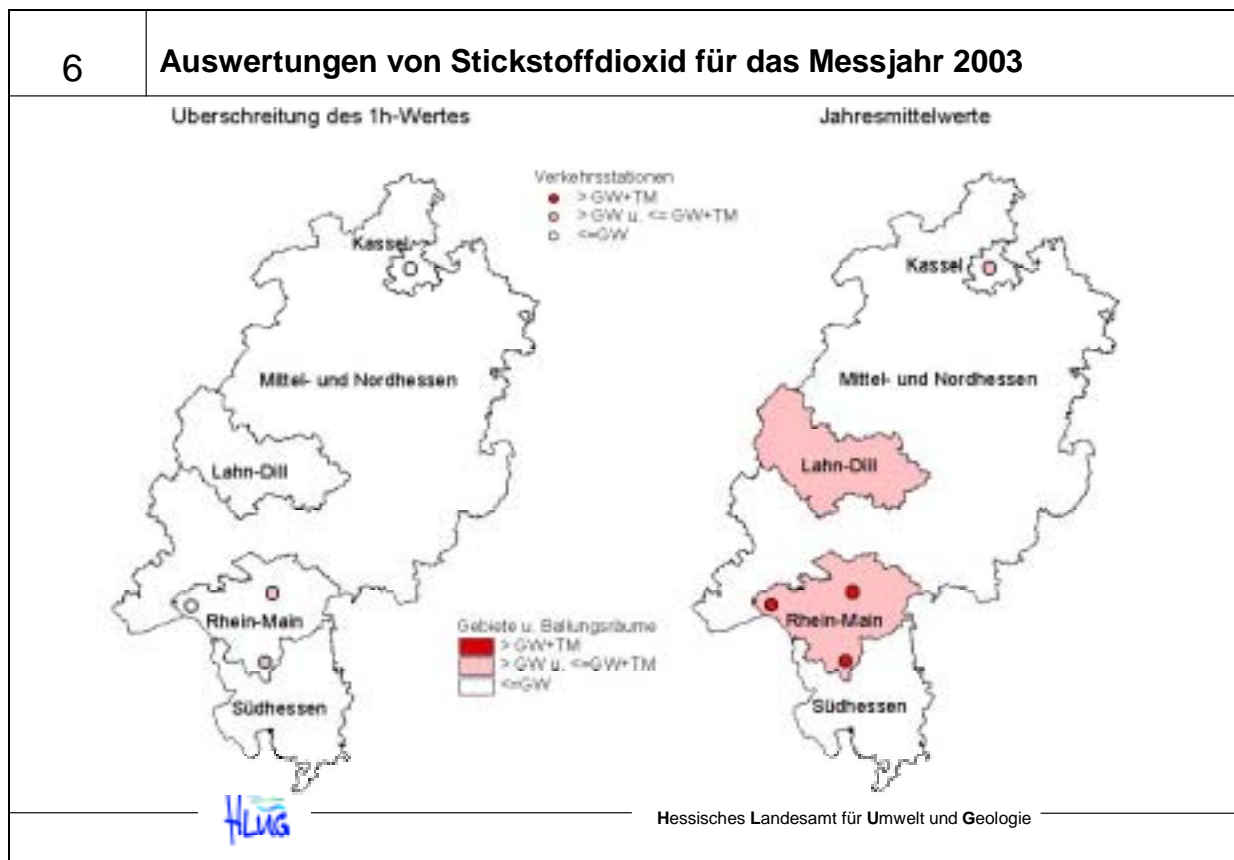 6
Auswertungen von Stickstoffdioxid für das Messjahr 2003
Uberschreitung des 1h-Wertes
Jahresmittelwerte
Verkehrsstationen
> GW+TM
> GW u. <= GW+TM
<=GW
Kassel
Kassel
Mittel- und Nordhessen
Mittel- und Nordhessen
Lahn-Dill
Lahn-Dill
Rhein-Main
Rhein-Main
Gebiete u. Ballungsräume
> GW+TM
> GW u. <=GW+TM
<=GW
Südhessen
Südhessen
HLUG
Hessisches Landesamt für Umwelt und Geologie